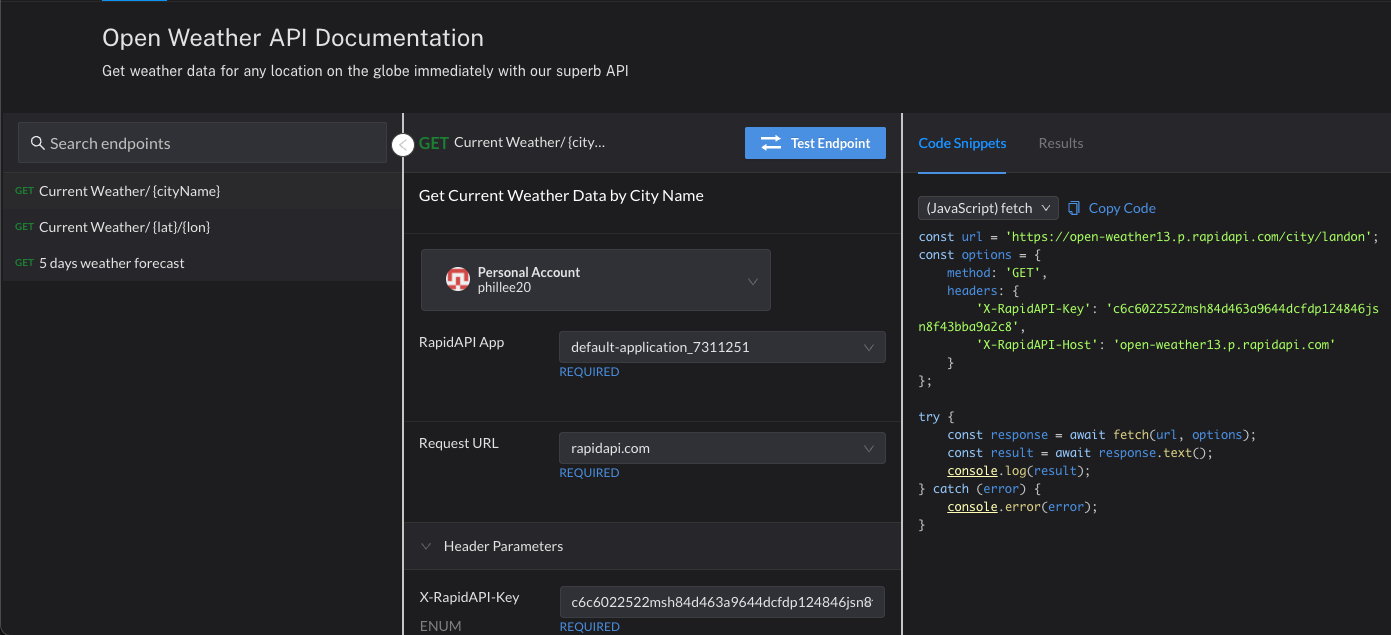 Open Weather API Documentation
Get weather data for any location on the globe immediately with our superb API
Search endpoints
GET Current Weather/ {cityName}
GET Current Weather/ {lat}/{lon}
GET 5 days weather forecast
GET Current Weather/ {city...
Test Endpoint
Get Current Weather Data by City Name
Personal Account
phillee20
RapidAPI App
default-application_7311251
REQUIRED
Request URL
rapidapi.com
REQUIRED
Header Parameters
X-RapidAPI-Key
c6c6022522msh84d463a9644dcfdp124846jsn8
ENUM
REQUIRED
Code Snippets
Results
(JavaScript) fetch
Copy Code
const url = 'https://open-weather13.p.rapidapi.com/city/landon';
const options = {
    method: 'GET',
    headers: {
        'X-RapidAPI-Key': 'c6c6022522msh84d463a9644dcfdp124846js
n8f43bba9a2c8',
        'X-RapidAPI-Host': 'open-weather13.p.rapidapi.com'
    }
};
try {
    const response = await fetch(url, options);
    const result = await response.text();
    console.log(result);
} catch (error) {
    console.error(error);
}